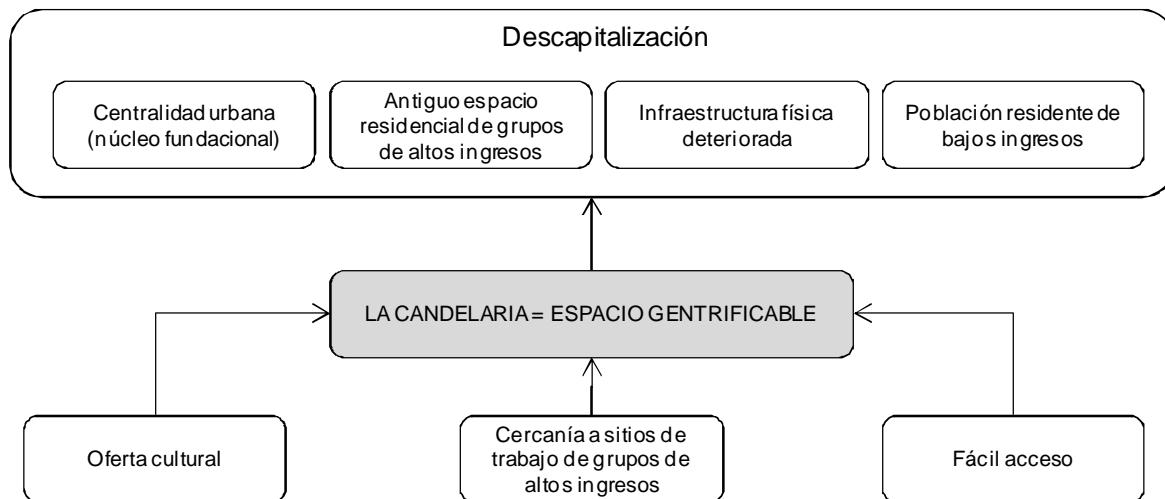 Descapitalización
Centralidad urbana
(núcleo fundacional)
Antiguo espacio
residencial de grupos
de altos ingresos
Infraestructura física
deteriorada
Población residente de
bajos ingresos
LA CANDELARIA = ESPACIO GENTRIFICABLE
Oferta cultural
Cercanía a sitios de
trabajo de grupos de
altos ingresos
Fácil acceso